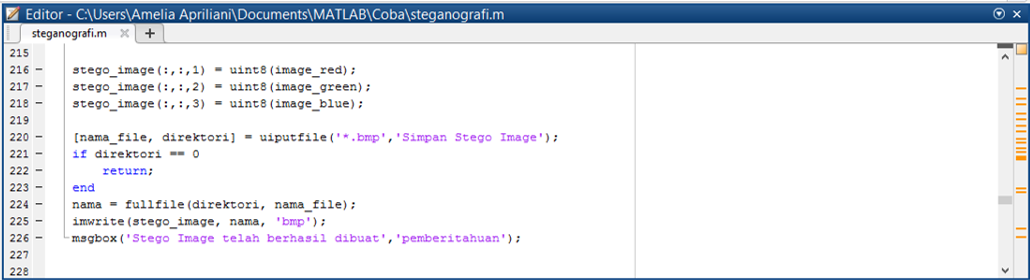 Editor - C:\Users\Amelia Apriliani\Documents\MATLAB\Coba\steganografi.m
steganografi.m × +
215
216 – stego_image(:,:,1) = uint8(image_red);
217 – stego_image(:,:,2) = uint8(image_green);
218 – stego_image(:,:,3) = uint8(image_blue);
219
220 – [nama_file, direktori] = uiputfile('*.bmp','Simpan Stego Image');
221 – if direktori == 0
222 – return;
223 – end
224 – nama = fullfile(direktori, nama_file);
225 – imwrite(stego_image, nama, 'bmp');
226 – msgbox('Stego Image telah berhasil dibuat','pemberitahuan');
227
228